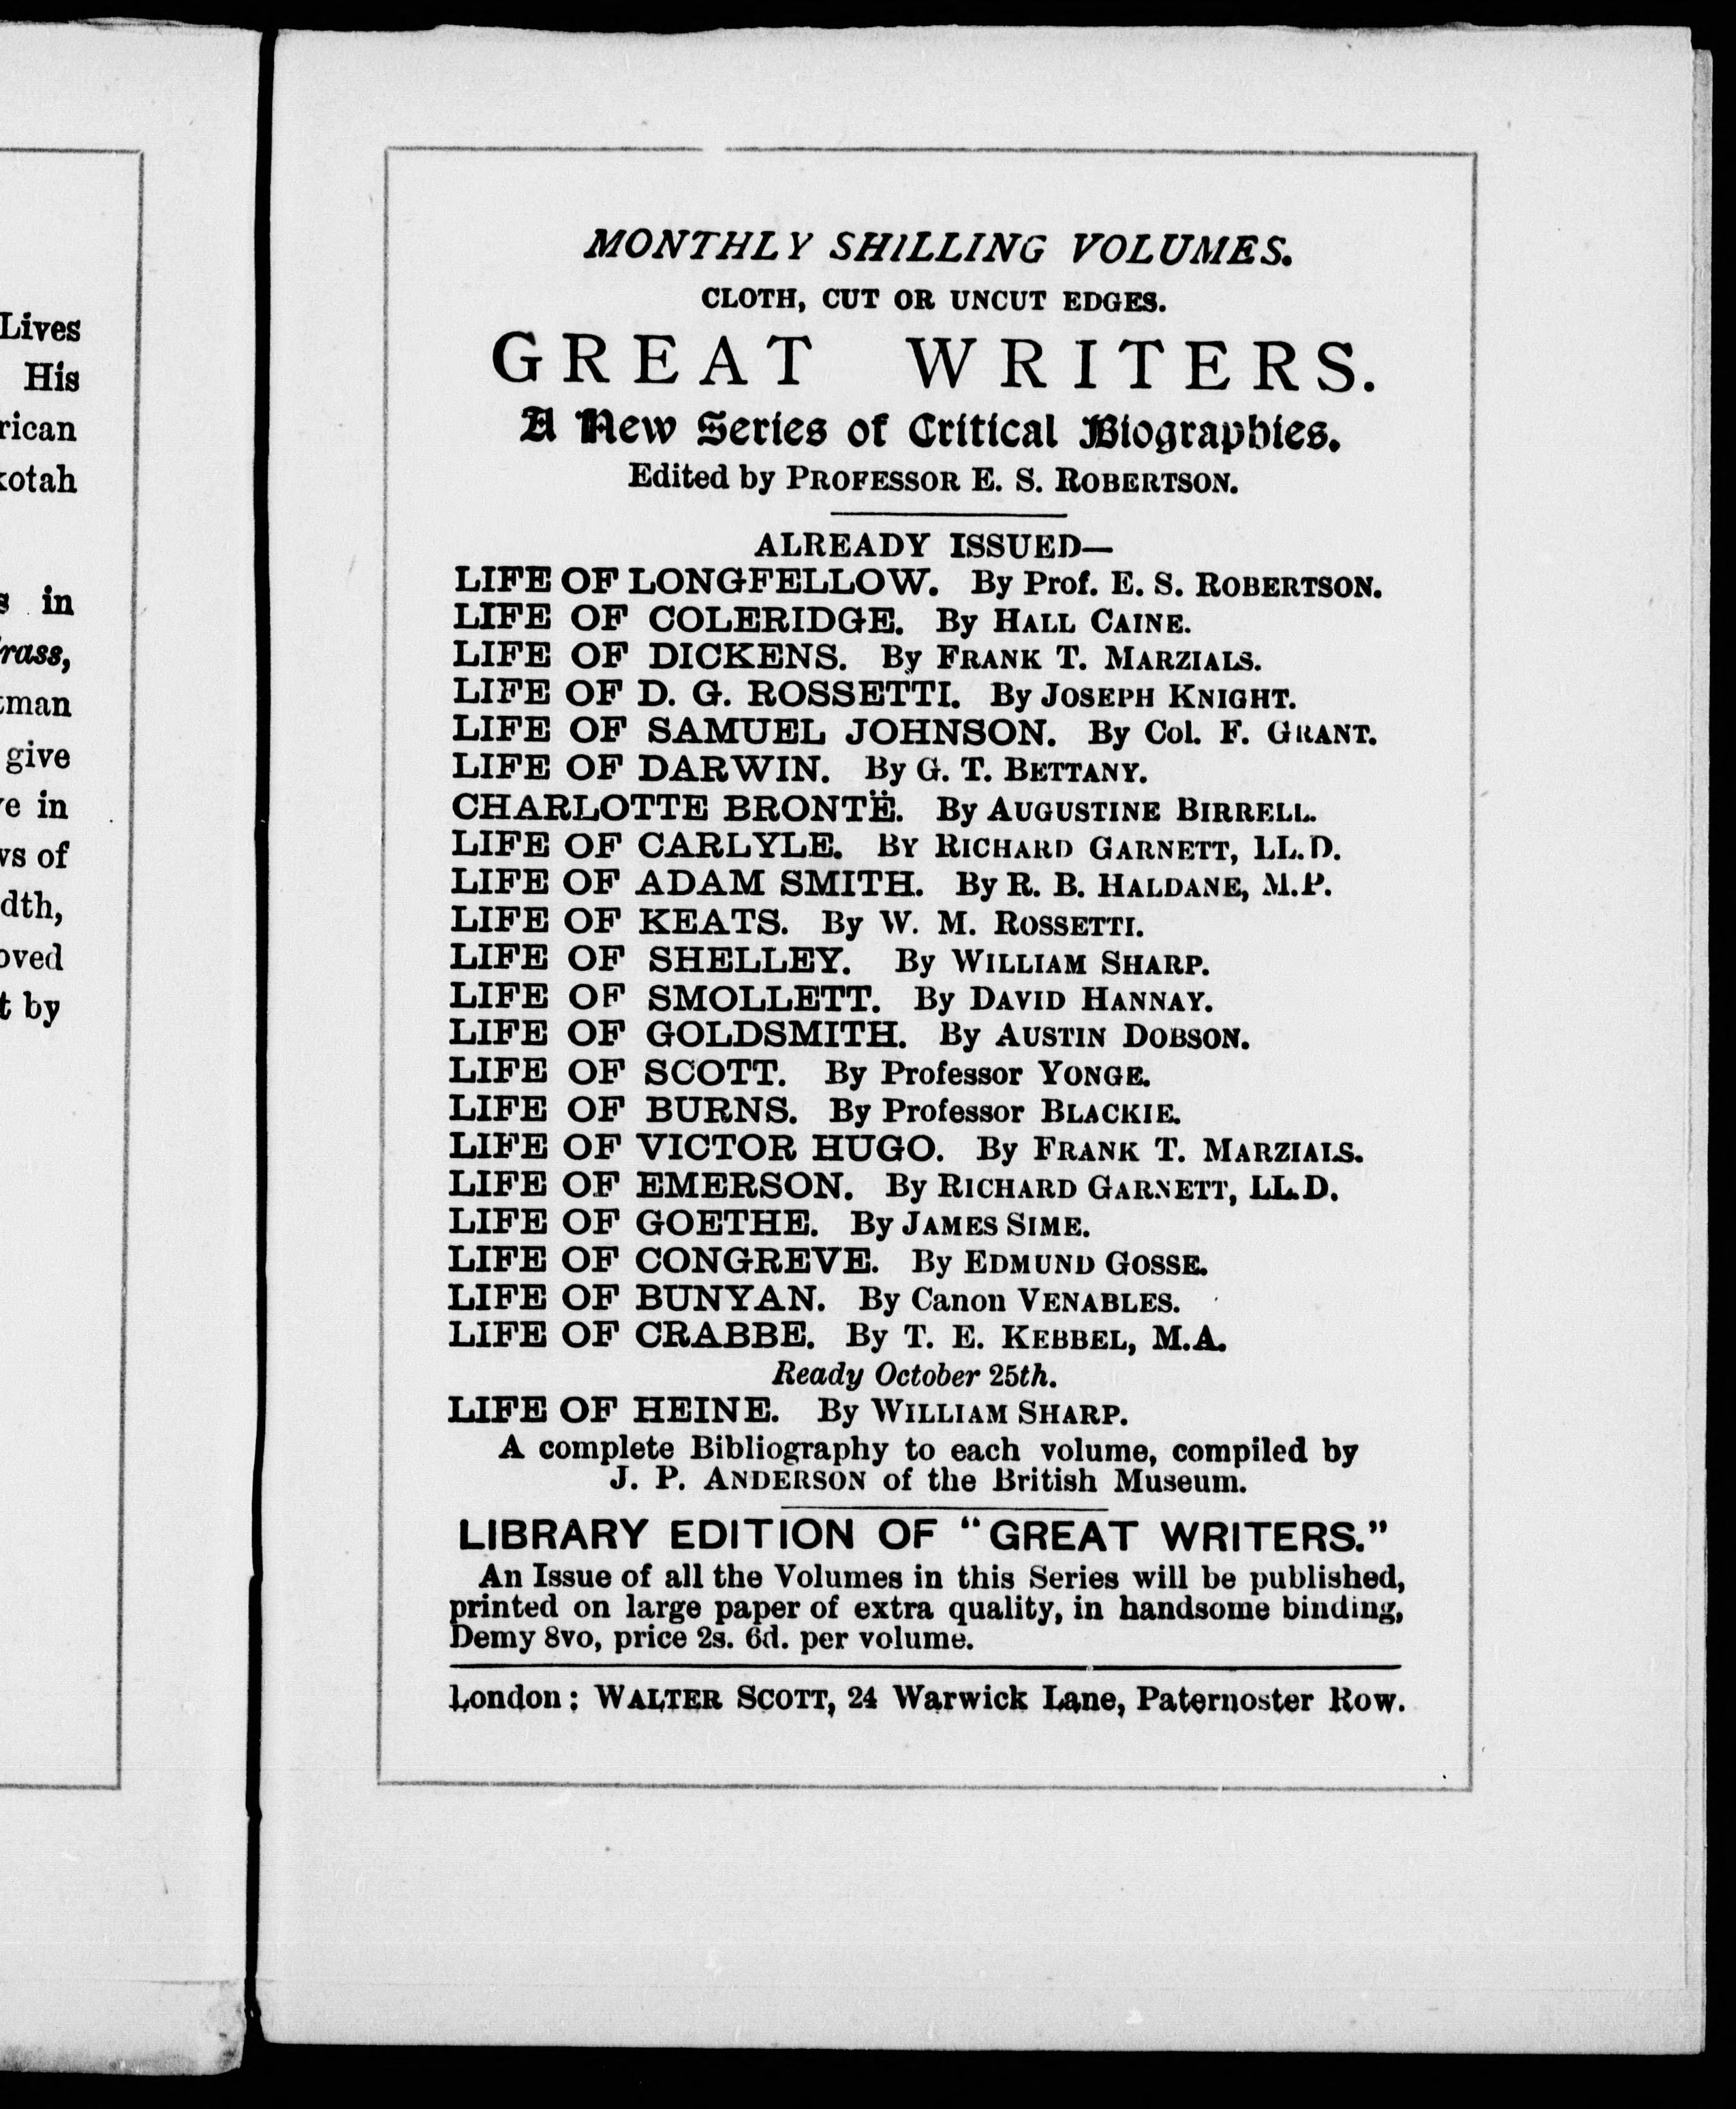 Lives
His
rican
kotah
s in
rass,
tman
give
e in
ws of
dth,
oved
t by
MONTHLY SHILLING VOLUMES.
CLOTH, CUT OR UNCUT EDGES.
GREAT WRITERS.
A New Series of Critical Biographies.
Edited by PROFESSOR E. S. ROBERTSON.
ALREADY ISSUED—
LIFE OF LONGFELLOW. By Prof. E. S. ROBERTSON.
LIFE OF COLERIDGE. By HALL CAINE.
LIFE OF DICKENS. By FRANK T. MARZIALS.
LIFE OF D. G. ROSSETTI. By JOSEPH KNIGHT.
LIFE OF SAMUEL JOHNSON. By Col. F. GRANT.
LIFE OF DARWIN. By G. T. BETTANY.
CHARLOTTE BRONTË. By AUGUSTINE BIRRELL.
LIFE OF CARLYLE. BY RICHARD GARNETT, LL.D.
LIFE OF ADAM SMITH. By R. B. HALDANE, M.P.
LIFE OF KEATS. By W. M. ROSSETTI.
LIFE OF SHELLEY. By WILLIAM SHARP.
LIFE OF SMOLLETT. By DAVID HANNAY.
LIFE OF GOLDSMITH. By AUSTIN DOBSON.
LIFE OF SCOTT. By Professor YONGE.
LIFE OF BURNS. By Professor BLACKIE.
LIFE OF VICTOR HUGO. By FRANK T. MARZIALS.
LIFE OF EMERSON. By RICHARD GARNETT, LL.D.
LIFE OF GOETHE. By JAMES SIME.
LIFE OF CONGREVE. By EDMUND GOSSE.
LIFE OF BUNYAN. By Canon VENABLES.
LIFE OF CRABBE. By T. E. KEBBEL, M.A.
Ready October 25th.
LIFE OF HEINE. By WILLIAM SHARP.
A complete Bibliography to each volume, compiled by
J. P. ANDERSON of the British Museum.
LIBRARY EDITION OF "GREAT WRITERS."
An Issue of all the Volumes in this Series will be published,
printed on large paper of extra quality, in handsome binding,
Demy 8vo, price 2s. 6d. per volume.
London: WALTER SCOTT, 24 Warwick Lane, Paternoster Row.